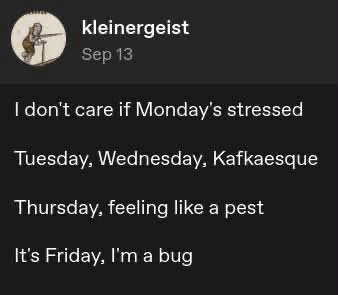 kleinergeist
Sep 13
I don't care if Monday's stressed
Tuesday, Wednesday, Kafkaesque
Thursday, feeling like a pest
It's Friday, I'm a bug